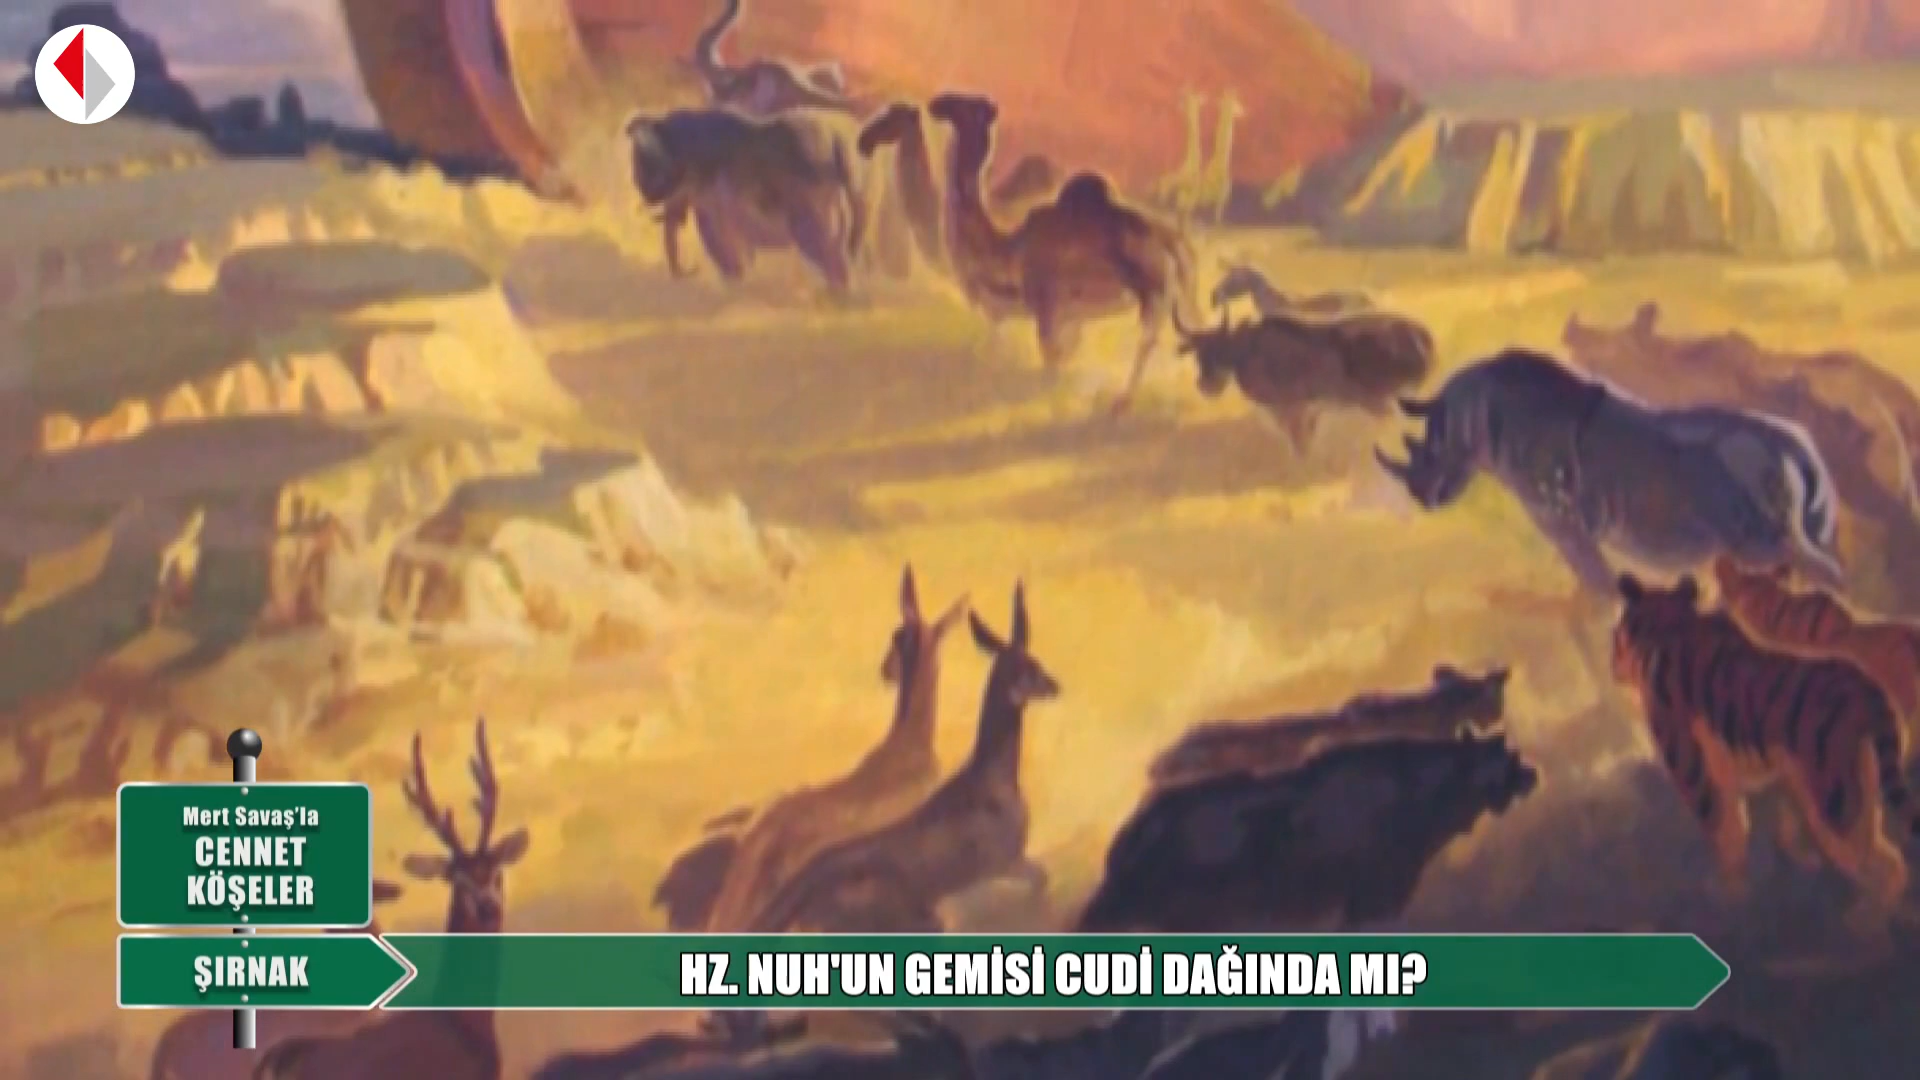 Mert Savaş'la
CENNET
KÖŞELER
ŞIRNAK
HZ. NUH'UN GEMİSİ CUDİ DAĞINDA MI?